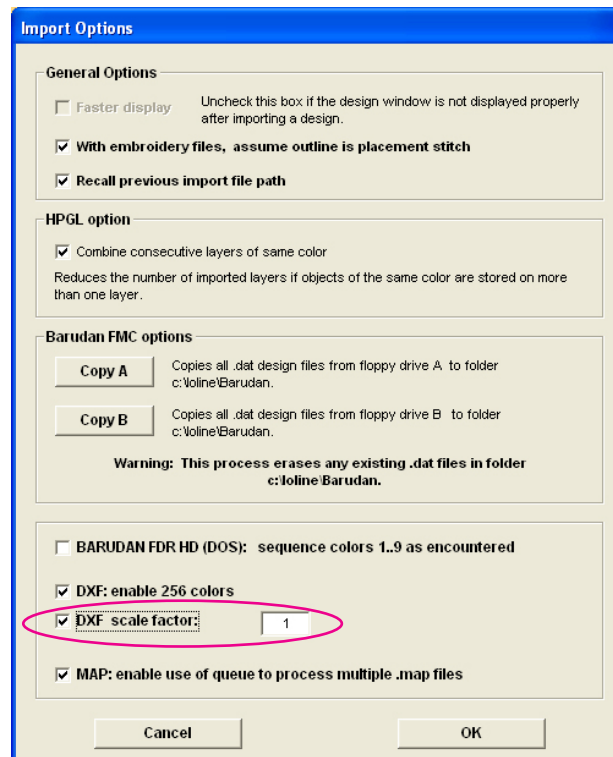 Import Options
General Options
Faster display
Uncheck this box if the design window is not displayed properly
after importing a design.
With embroidery files, assume outline is placement stitch
Recall previous import file path
HPGL option
Combine consecutive layers of same color
Reduces the number of imported layers if objects of the same color are stored on more
than one layer.
Barudan FMC options
Copy A
Copies all .dat design files from floppy drive A to folder
c:\Ioline\Barudan.
Copy B
Copies all .dat design files from floppy drive B to folder
c:\Ioline\Barudan.
Warning: This process erases any existing .dat files in folder
c:\Ioline\Barudan.
BARUDAN FDR HD (DOS): sequence colors 1..9 as encountered
DXF: enable 256 colors
DXF scale factor: 1
MAP: enable use of queue to process multiple .map files
Cancel OK